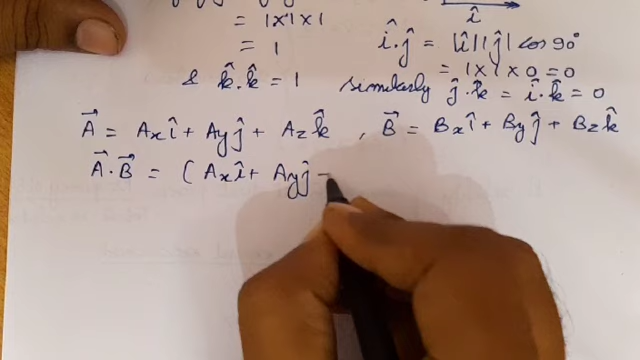 = 1×1×1
î
= 1
î.ĵ = |î||ĵ| cos 90°
= 1×1×0 = 0
& k̂.k̂ = 1
similarly ĵ.k̂ = î.k̂ = 0
A⃗ = Axî + Ayĵ + Azk̂ , B⃗ = Bxî + Byĵ + Bzk̂
A⃗.B⃗ = (Axî + Ayĵ